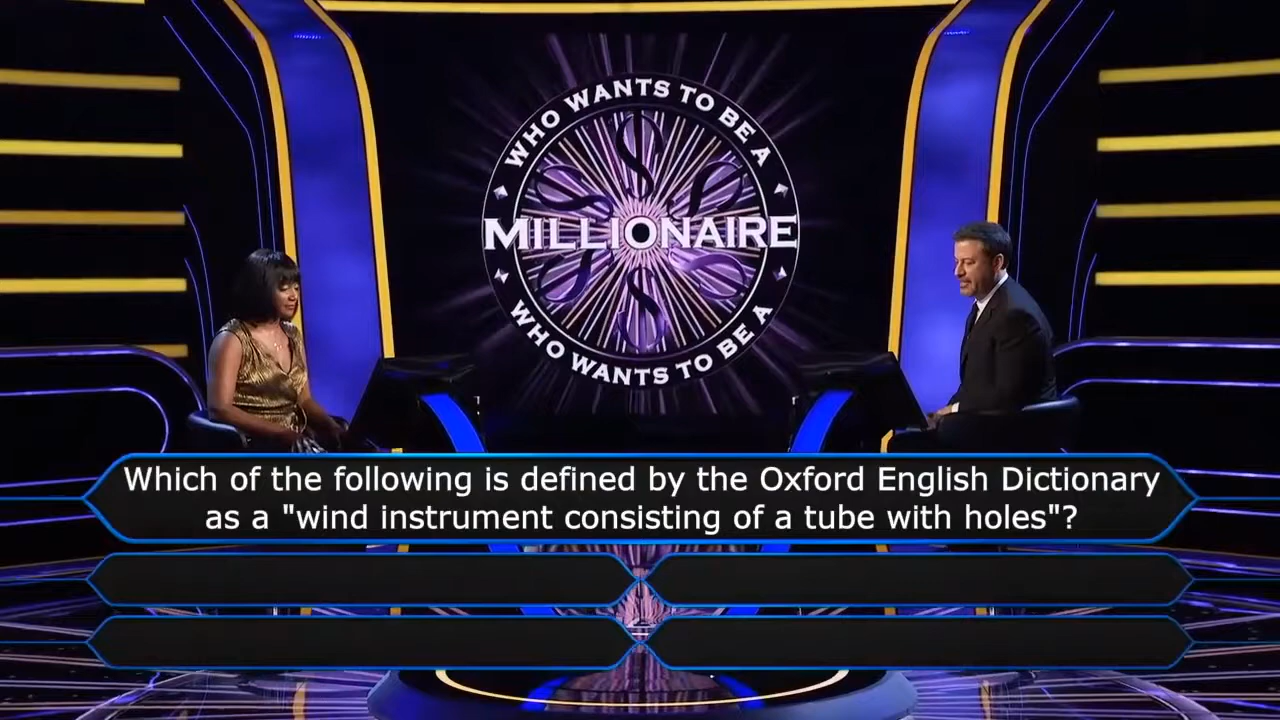 WHO WANTS TO BE A
MILLIONAIRE
WHO WANTS TO BE A
Which of the following is defined by the Oxford English Dictionary
as a "wind instrument consisting of a tube with holes"?